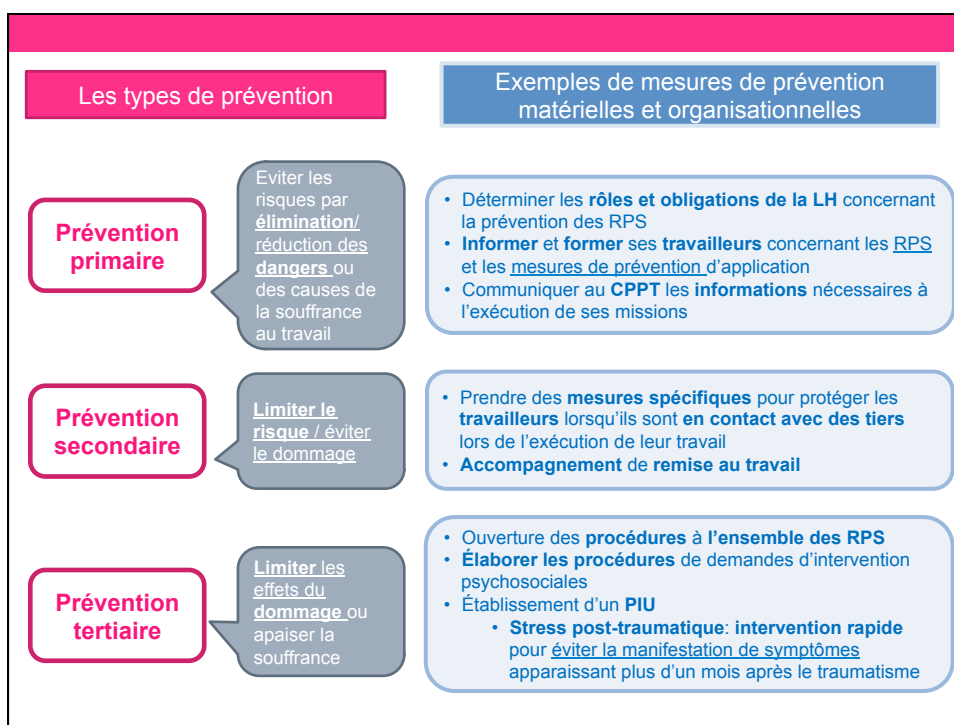 Les types de prévention
Exemples de mesures de prévention
matérielles et organisationnelles
Prévention
primaire
Eviter les
risques par
élimination/
réduction des
dangers ou
des causes de
la souffrance
au travail
• Déterminer les rôles et obligations de la LH concernant
la prévention des RPS
• Informer et former ses travailleurs concernant les RPS
et les mesures de prévention d'application
• Communiquer au CPPT les informations nécessaires à
l'exécution de ses missions
Prévention
secondaire
Limiter le
risque / éviter
le dommage
• Prendre des mesures spécifiques pour protéger les
travailleurs lorsqu'ils sont en contact avec des tiers
lors de l'exécution de leur travail
• Accompagnement de remise au travail
Prévention
tertiaire
Limiter les
effets du
dommage ou
apaiser la
souffrance
• Ouverture des procédures à l'ensemble des RPS
• Élaborer les procédures de demandes d'intervention
psychosociales
• Établissement d'un PIU
• Stress post-traumatique: intervention rapide
pour éviter la manifestation de symptômes
apparaissant plus d'un mois après le traumatisme